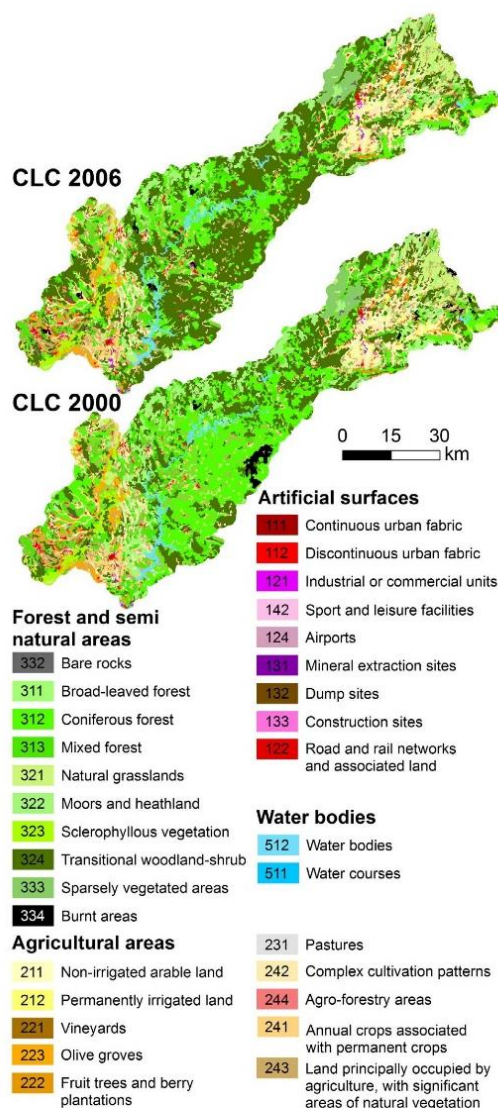 CLC 2006
CLC 2000
0 15 30
km
Artificial surfaces
111 Continuous urban fabric
112 Discontinuous urban fabric
121 Industrial or commercial units
142 Sport and leisure facilities
124 Airports
131 Mineral extraction sites
132 Dump sites
133 Construction sites
122 Road and rail networks
and associated land
Forest and semi
natural areas
332 Bare rocks
311 Broad-leaved forest
312 Coniferous forest
313 Mixed forest
321 Natural grasslands
322 Moors and heathland
323 Sclerophyllous vegetation
324 Transitional woodland-shrub
333 Sparsely vegetated areas
334 Burnt areas
Water bodies
512 Water bodies
511 Water courses
Agricultural areas
211 Non-irrigated arable land
212 Permanently irrigated land
221 Vineyards
223 Olive groves
222 Fruit trees and berry
plantations
231 Pastures
242 Complex cultivation patterns
244 Agro-forestry areas
241 Annual crops associated
with permanent crops
243 Land principally occupied by
agriculture, with significant
areas of natural vegetation